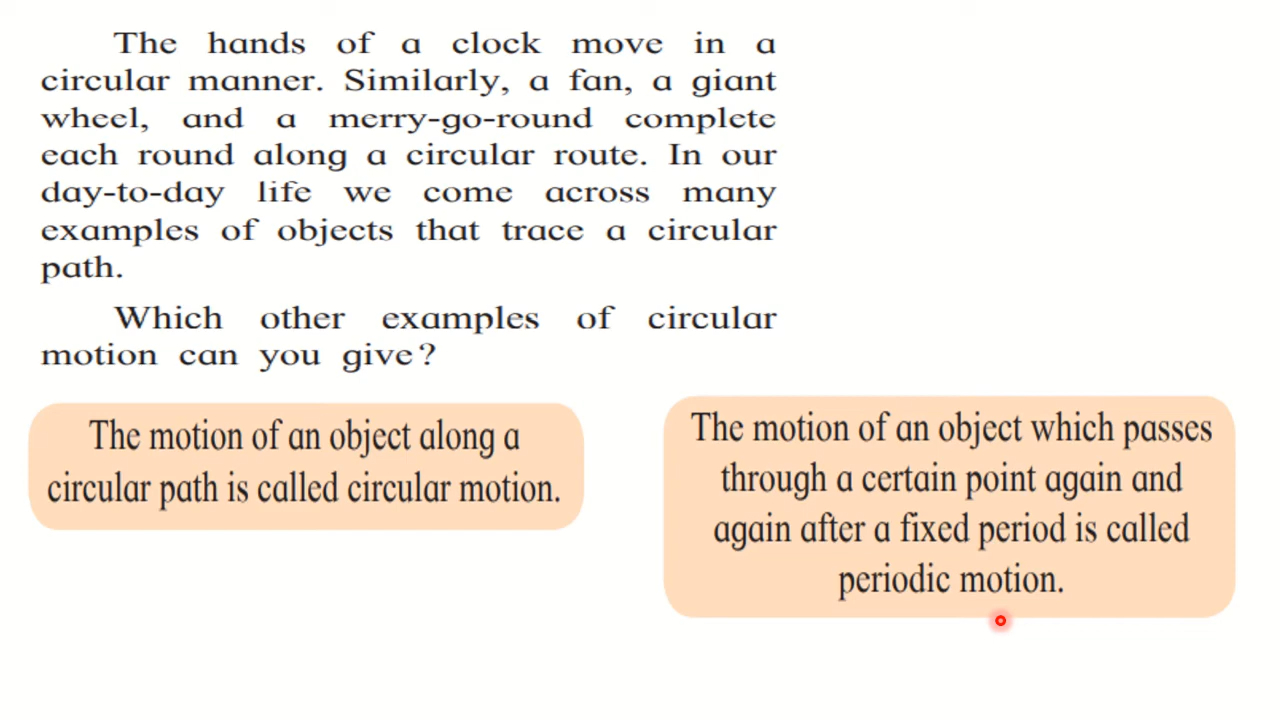 The hands of a clock move in a
circular manner. Similarly, a fan, a giant
wheel, and a merry-go-round complete
each round along a circular route. In our
day-to-day life we come across many
examples of objects that trace a circular
path.
Which other examples of circular
motion can you give?
The motion of an object along a
circular path is called circular motion.
The motion of an object which passes
through a certain point again and
again after a fixed period is called
periodic motion.